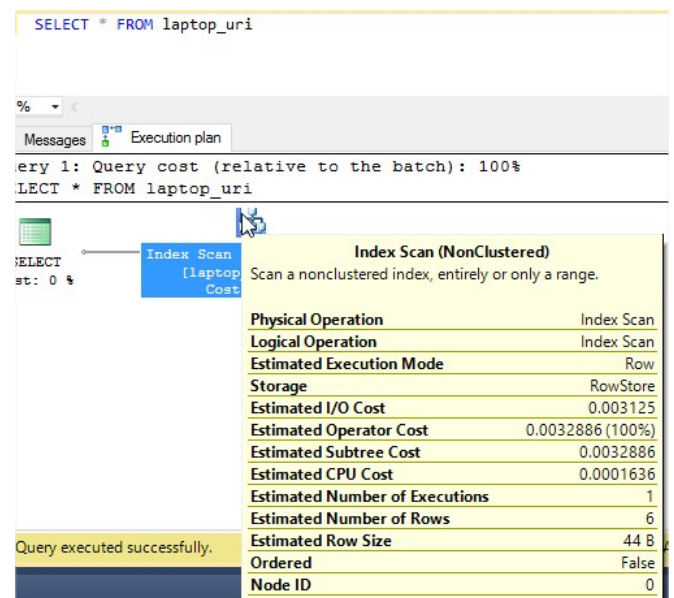 SELECT * FROM laptop_uri
%
Messages
Execution plan
ery 1: Query cost (relative to the batch): 100%
LECT * FROM laptop_uri
SELECT
st: 0 %
Index Scan
[laptop
Cost
Index Scan (NonClustered)
Scan a nonclustered index, entirely or only a range.
Physical Operation Index Scan
Logical Operation Index Scan
Estimated Execution Mode Row
Storage RowStore
Estimated I/O Cost 0.003125
Estimated Operator Cost 0.0032886 (100%)
Estimated Subtree Cost 0.0032886
Estimated CPU Cost 0.0001636
Estimated Number of Executions 1
Estimated Number of Rows 6
Estimated Row Size 44 B
Ordered False
Node ID 0
Query executed successfully.